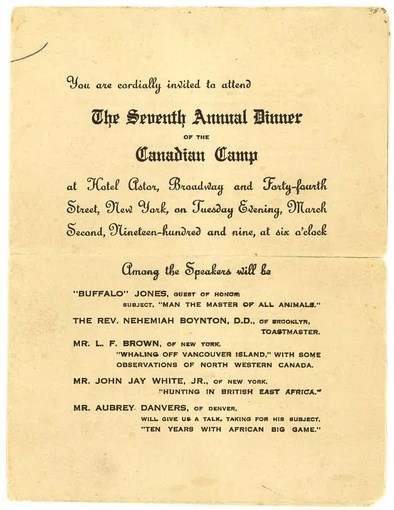 You are cordially invited to attend
The Seventh Annual Dinner
OF THE
Canadian Camp
at Hotel Astor, Broadway and Forty-fourth
Street, New York, on Tuesday Evening, March
Second, Nineteen-hundred and nine, at six o'clock
Among the Speakers will be
"BUFFALO" JONES, GUEST OF HONOR
SUBJECT, "MAN THE MASTER OF ALL ANIMALS."
THE REV. NEHEMIAH BOYNTON, D.D., OF BROOKLYN,
TOASTMASTER.
MR. L. F. BROWN, OF NEW YORK.
"WHALING OFF VANCOUVER ISLAND," WITH SOME
OBSERVATIONS OF NORTH WESTERN CANADA.
MR. JOHN JAY WHITE, JR., OF NEW YORK,
"HUNTING IN BRITISH EAST AFRICA."
MR. AUBREY DANVERS, OF DENVER,
WILL GIVE US A TALK, TAKING FOR HIS SUBJECT,
"TEN YEARS WITH AFRICAN BIG GAME."